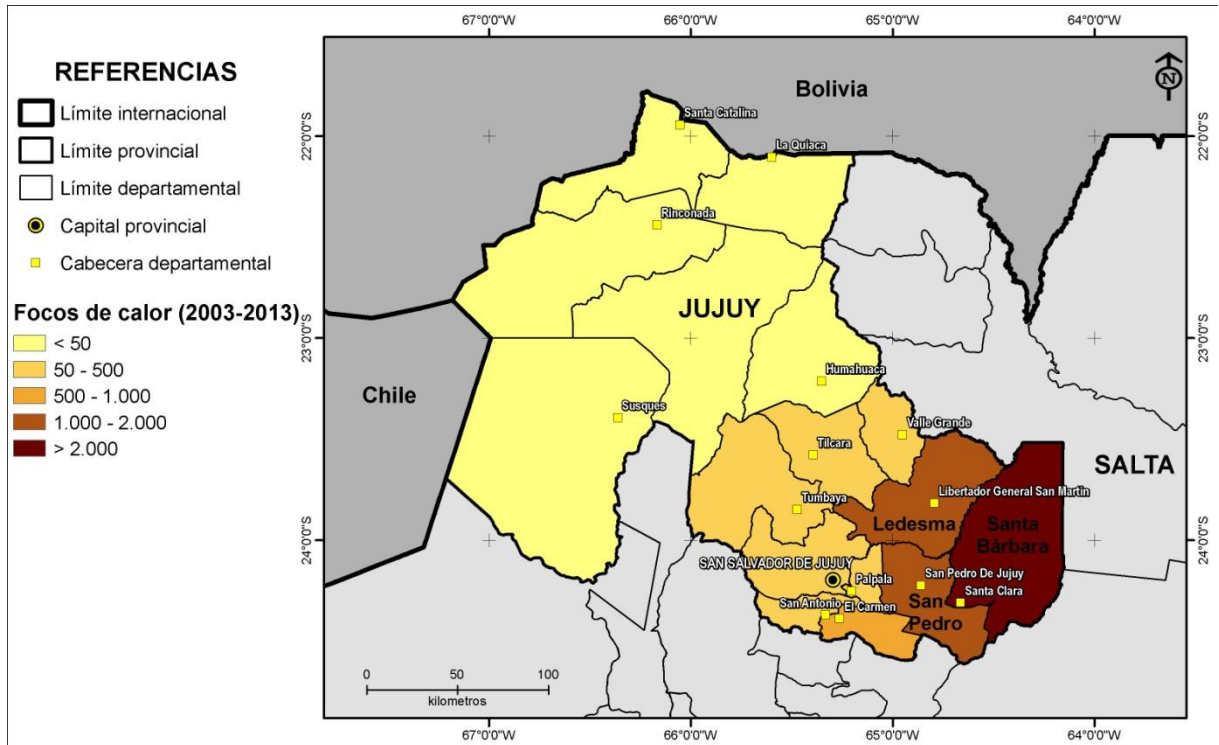 67°0'0"W
66°0'0"W
65°0'0"W
64°0'0"W
REFERENCIAS
Límite internacional
Límite provincial
Límite departamental
Capital provincial
Cabecera departamental
Focos de calor (2003-2013)
< 50
50 - 500
500 - 1.000
1.000 - 2.000
> 2.000
N
Bolivia
Santa Catalina
22°0'0"S
22°0'0"S
La Quiaca
Rinconada
JUJUY
23°0'0"S
23°0'0"S
Humahuaca
Chile
Susques
Valle Grande
Tilcara
SALTA
Libertador General San Martin
Tumbaya
Ledesma
Santa
Bárbara
24°0'0"S
24°0'0"S
SAN SALVADOR DE JUJUY
Palpala
San Pedro De Jujuy
Santa Clara
San Antonio
El Carmen
San
Pedro
0
50
100
kilometros
67°0'0"W
66°0'0"W
65°0'0"W
64°0'0"W